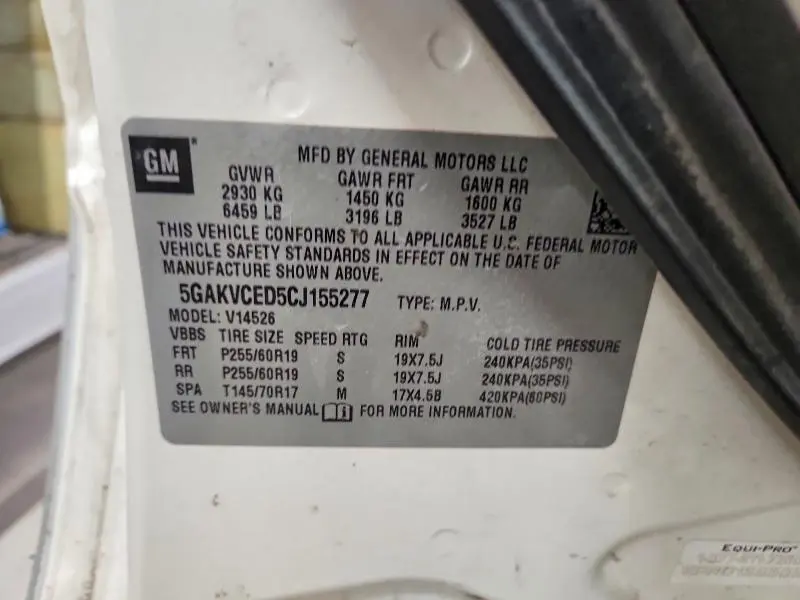 GM
MFD BY GENERAL MOTORS LLC
GVWR GAWR FRT GAWR RR
2930 KG 1450 KG 1600 KG
6459 LB 3196 LB 3527 LB
THIS VEHICLE CONFORMS TO ALL APPLICABLE U.S. FEDERAL MOTOR
VEHICLE SAFETY STANDARDS IN EFFECT ON THE DATE OF
MANUFACTURE SHOWN ABOVE.
5GAKVCED5CJ155277 TYPE: M.P.V.
MODEL: V14526
VBBS TIRE SIZE SPEED RTG RIM COLD TIRE PRESSURE
FRT P255/60R19 S 19X7.5J 240KPA(35PSI)
RR P255/60R19 S 19X7.5J 240KPA(35PSI)
SPA T145/70R17 M 17X4.5B 420KPA(60PSI)
SEE OWNER'S MANUAL FOR MORE INFORMATION.
EQUI-PRO